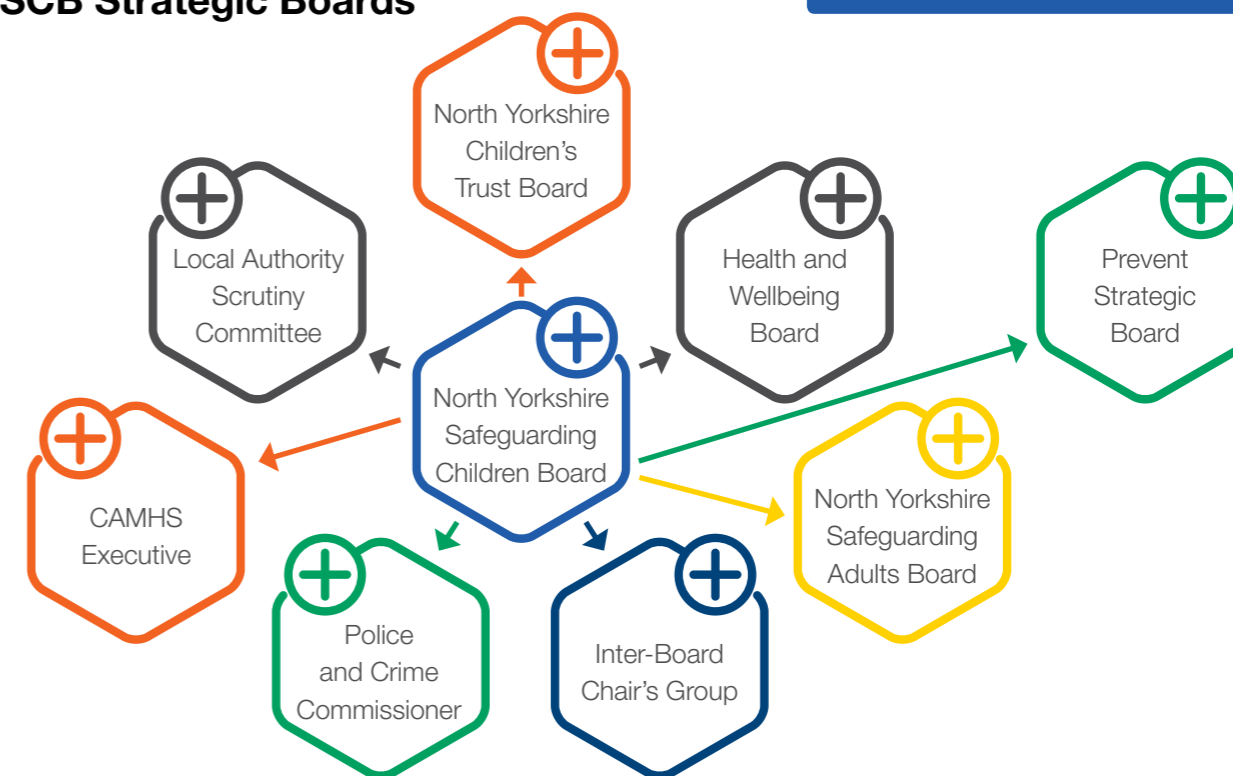 SCB Strategic Boards
North Yorkshire
Children's
Trust Board
Local Authority
Scrutiny
Committee
Health and
Wellbeing
Board
Prevent
Strategic
Board
North Yorkshire
Safeguarding
Children Board
CAMHS
Executive
North Yorkshire
Safeguarding
Adults Board
Police
and Crime
Commissioner
Inter-Board
Chair's Group